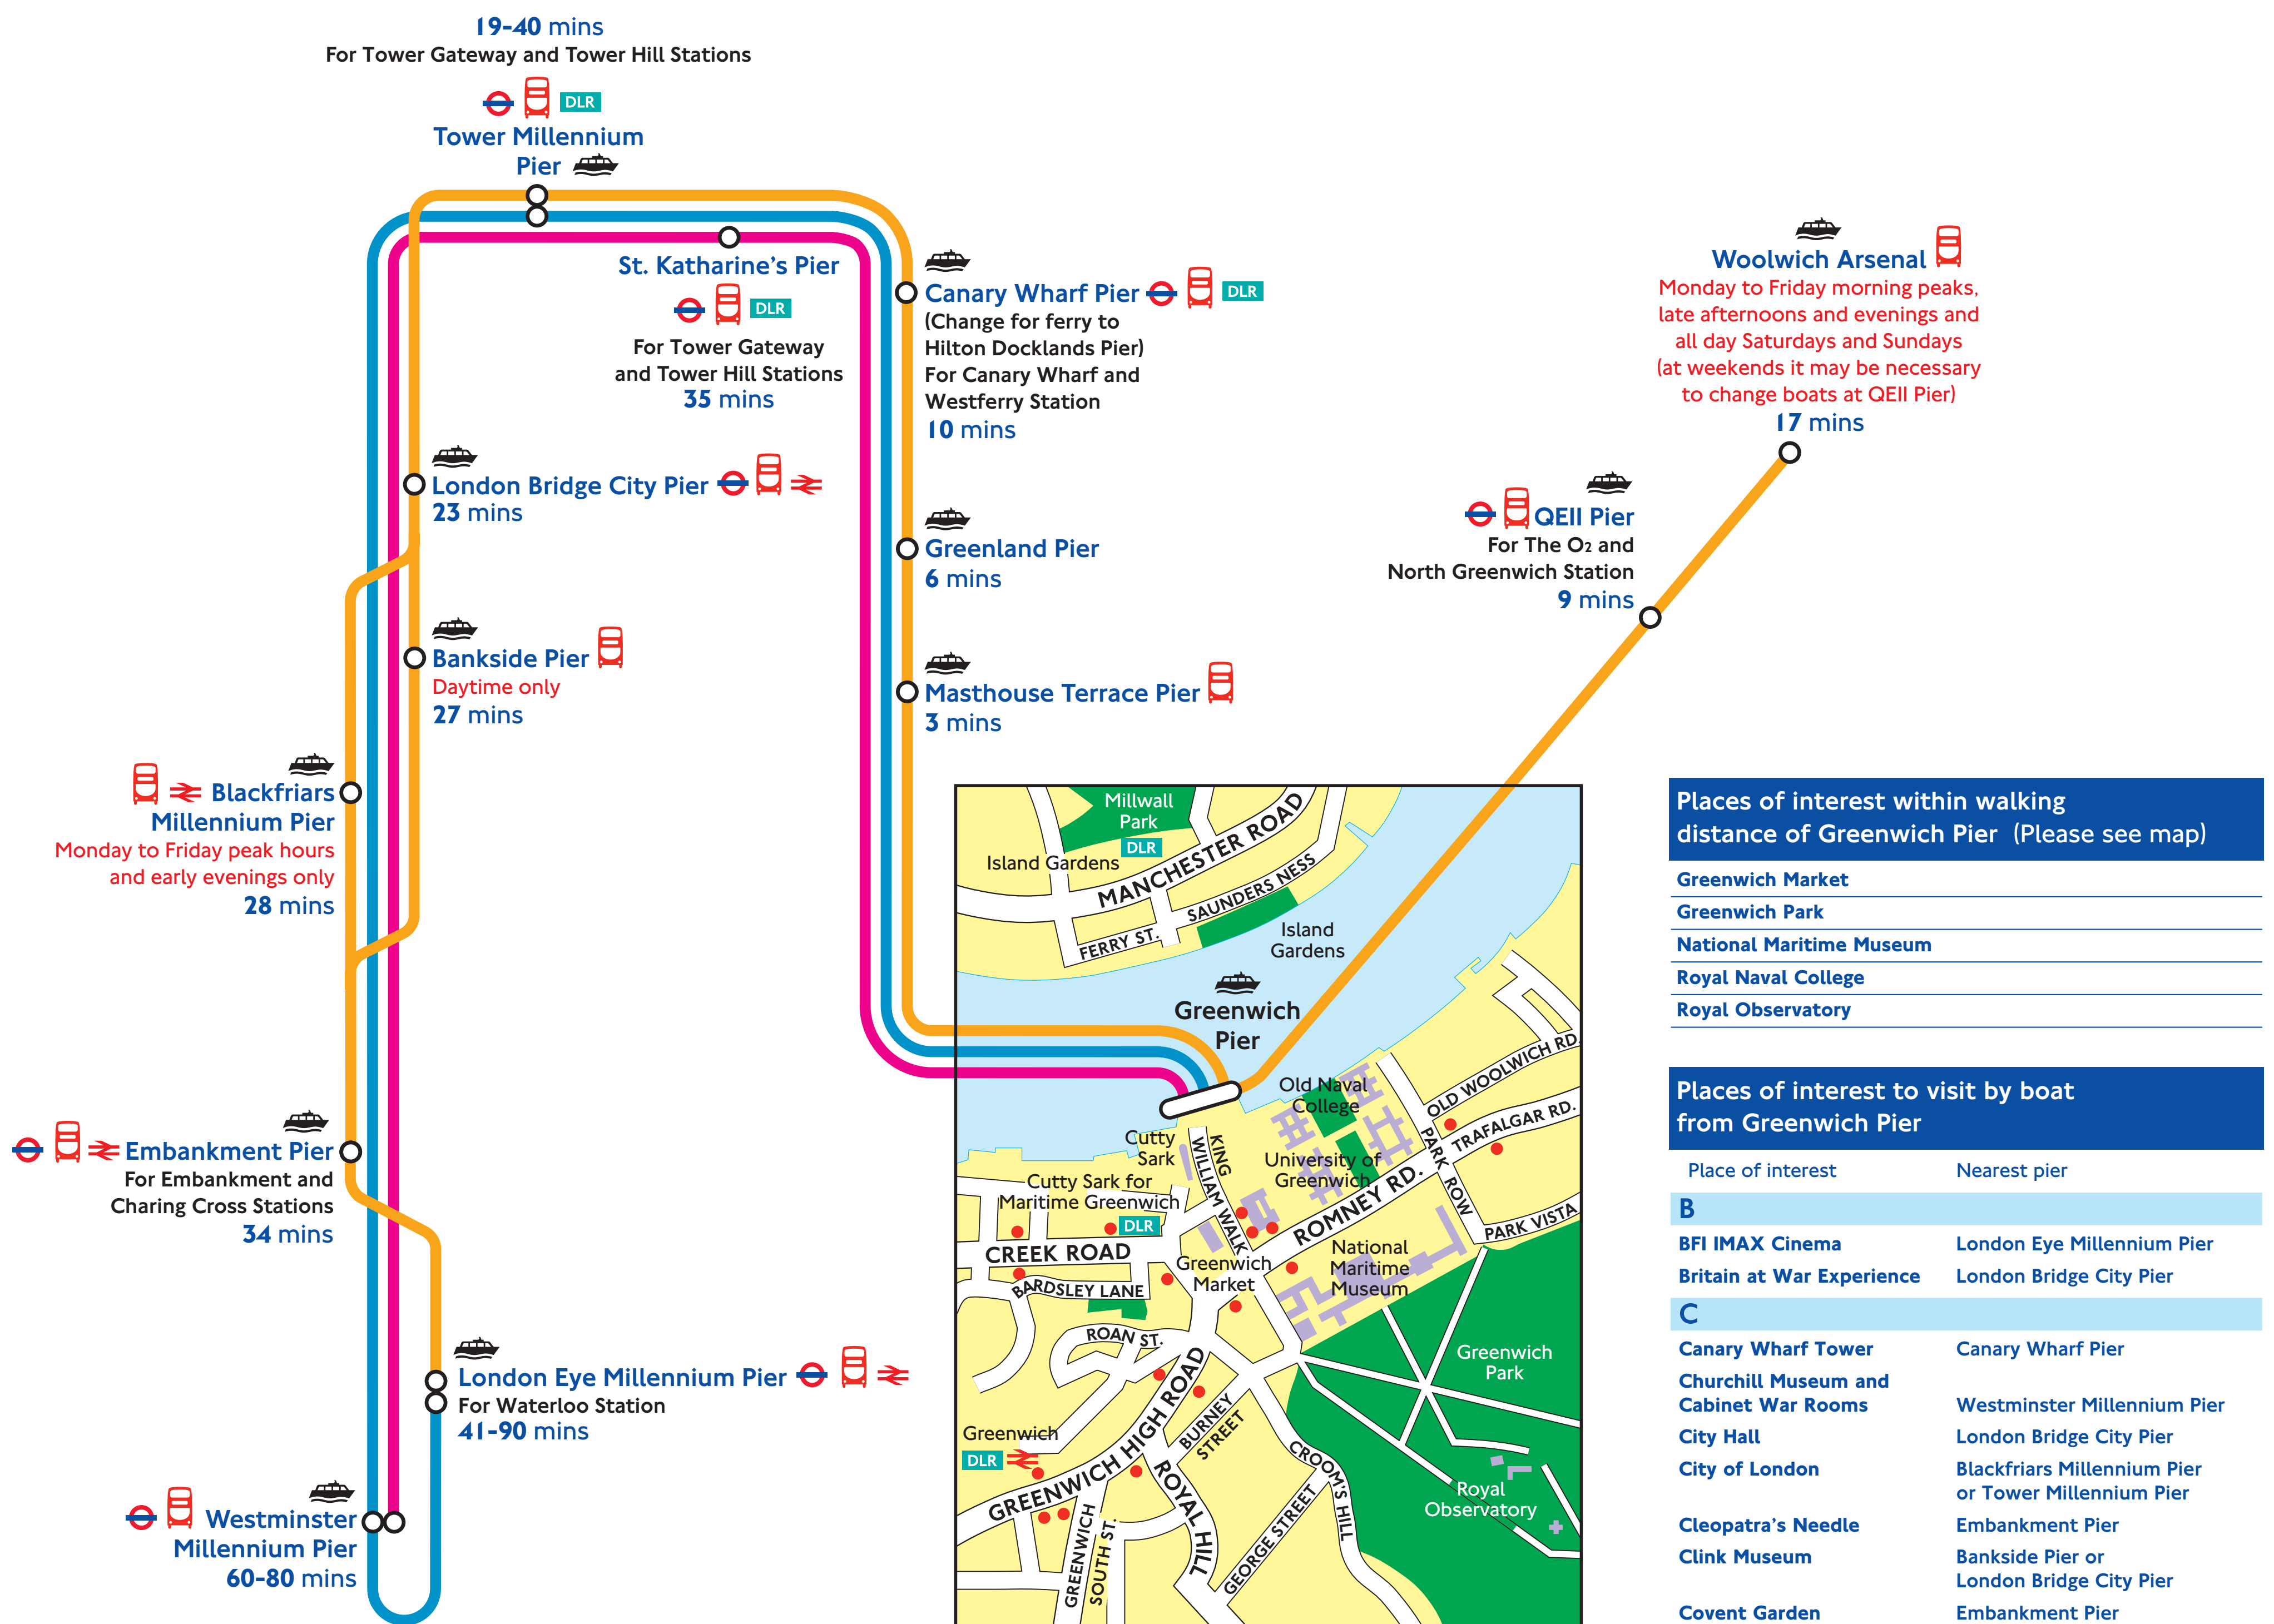 19-40 mins
For Tower Gateway and Tower Hill Stations
DLR
Tower Millennium
Pier
St. Katharine's Pier
DLR
For Tower Gateway
and Tower Hill Stations
35 mins
Canary Wharf Pier
DLR
(Change for ferry to
Hilton Docklands Pier)
For Canary Wharf and
Westferry Station
10 mins
Woolwich Arsenal
Monday to Friday morning peaks,
late afternoons and evenings and
all day Saturdays and Sundays
(at weekends it may be necessary
to change boats at QEII Pier)
17 mins
London Bridge City Pier
23 mins
QEII Pier
For The O2 and
North Greenwich Station
9 mins
Greenland Pier
6 mins
Bankside Pier
Daytime only
27 mins
Masthouse Terrace Pier
3 mins
Blackfriars
Millennium Pier
Monday to Friday peak hours
and early evenings only
28 mins
Embankment Pier
For Embankment and
Charing Cross Stations
34 mins
London Eye Millennium Pier
For Waterloo Station
41-90 mins
Westminster
Millennium Pier
60-80 mins
Millwall
Park
DLR
Island Gardens
MANCHESTER ROAD
SAUNDERS NESS
FERRY ST.
Island
Gardens
Greenwich
Pier
Old Naval
College
OLD WOOLWICH RD.
TRAFALGAR RD.
PARK ROW
PARK VISTA
Cutty
Sark
KING
WILLIAM WALK
University of
Greenwich
ROMNEY RD.
Cutty Sark for
Maritime Greenwich
DLR
CREEK ROAD
Greenwich
Market
National
Maritime
Museum
BARDSLEY LANE
ROAN ST.
Greenwich
Park
GREENWICH HIGH ROAD
BURNEY
STREET
Greenwich
DLR
CROOM'S HILL
ROYAL HILL
GEORGE STREET
GREENWICH
SOUTH ST.
Royal
Observatory
Places of interest within walking
distance of Greenwich Pier (Please see map)
Greenwich Market
Greenwich Park
National Maritime Museum
Royal Naval College
Royal Observatory
Places of interest to visit by boat
from Greenwich Pier
Place of interest Nearest pier
B
BFI IMAX Cinema London Eye Millennium Pier
Britain at War Experience London Bridge City Pier
C
Canary Wharf Tower Canary Wharf Pier
Churchill Museum and
Cabinet War Rooms Westminster Millennium Pier
City Hall London Bridge City Pier
City of London Blackfriars Millennium Pier
or Tower Millennium Pier
Cleopatra's Needle Embankment Pier
Clink Museum Bankside Pier or
London Bridge City Pier
Covent Garden Embankment Pier